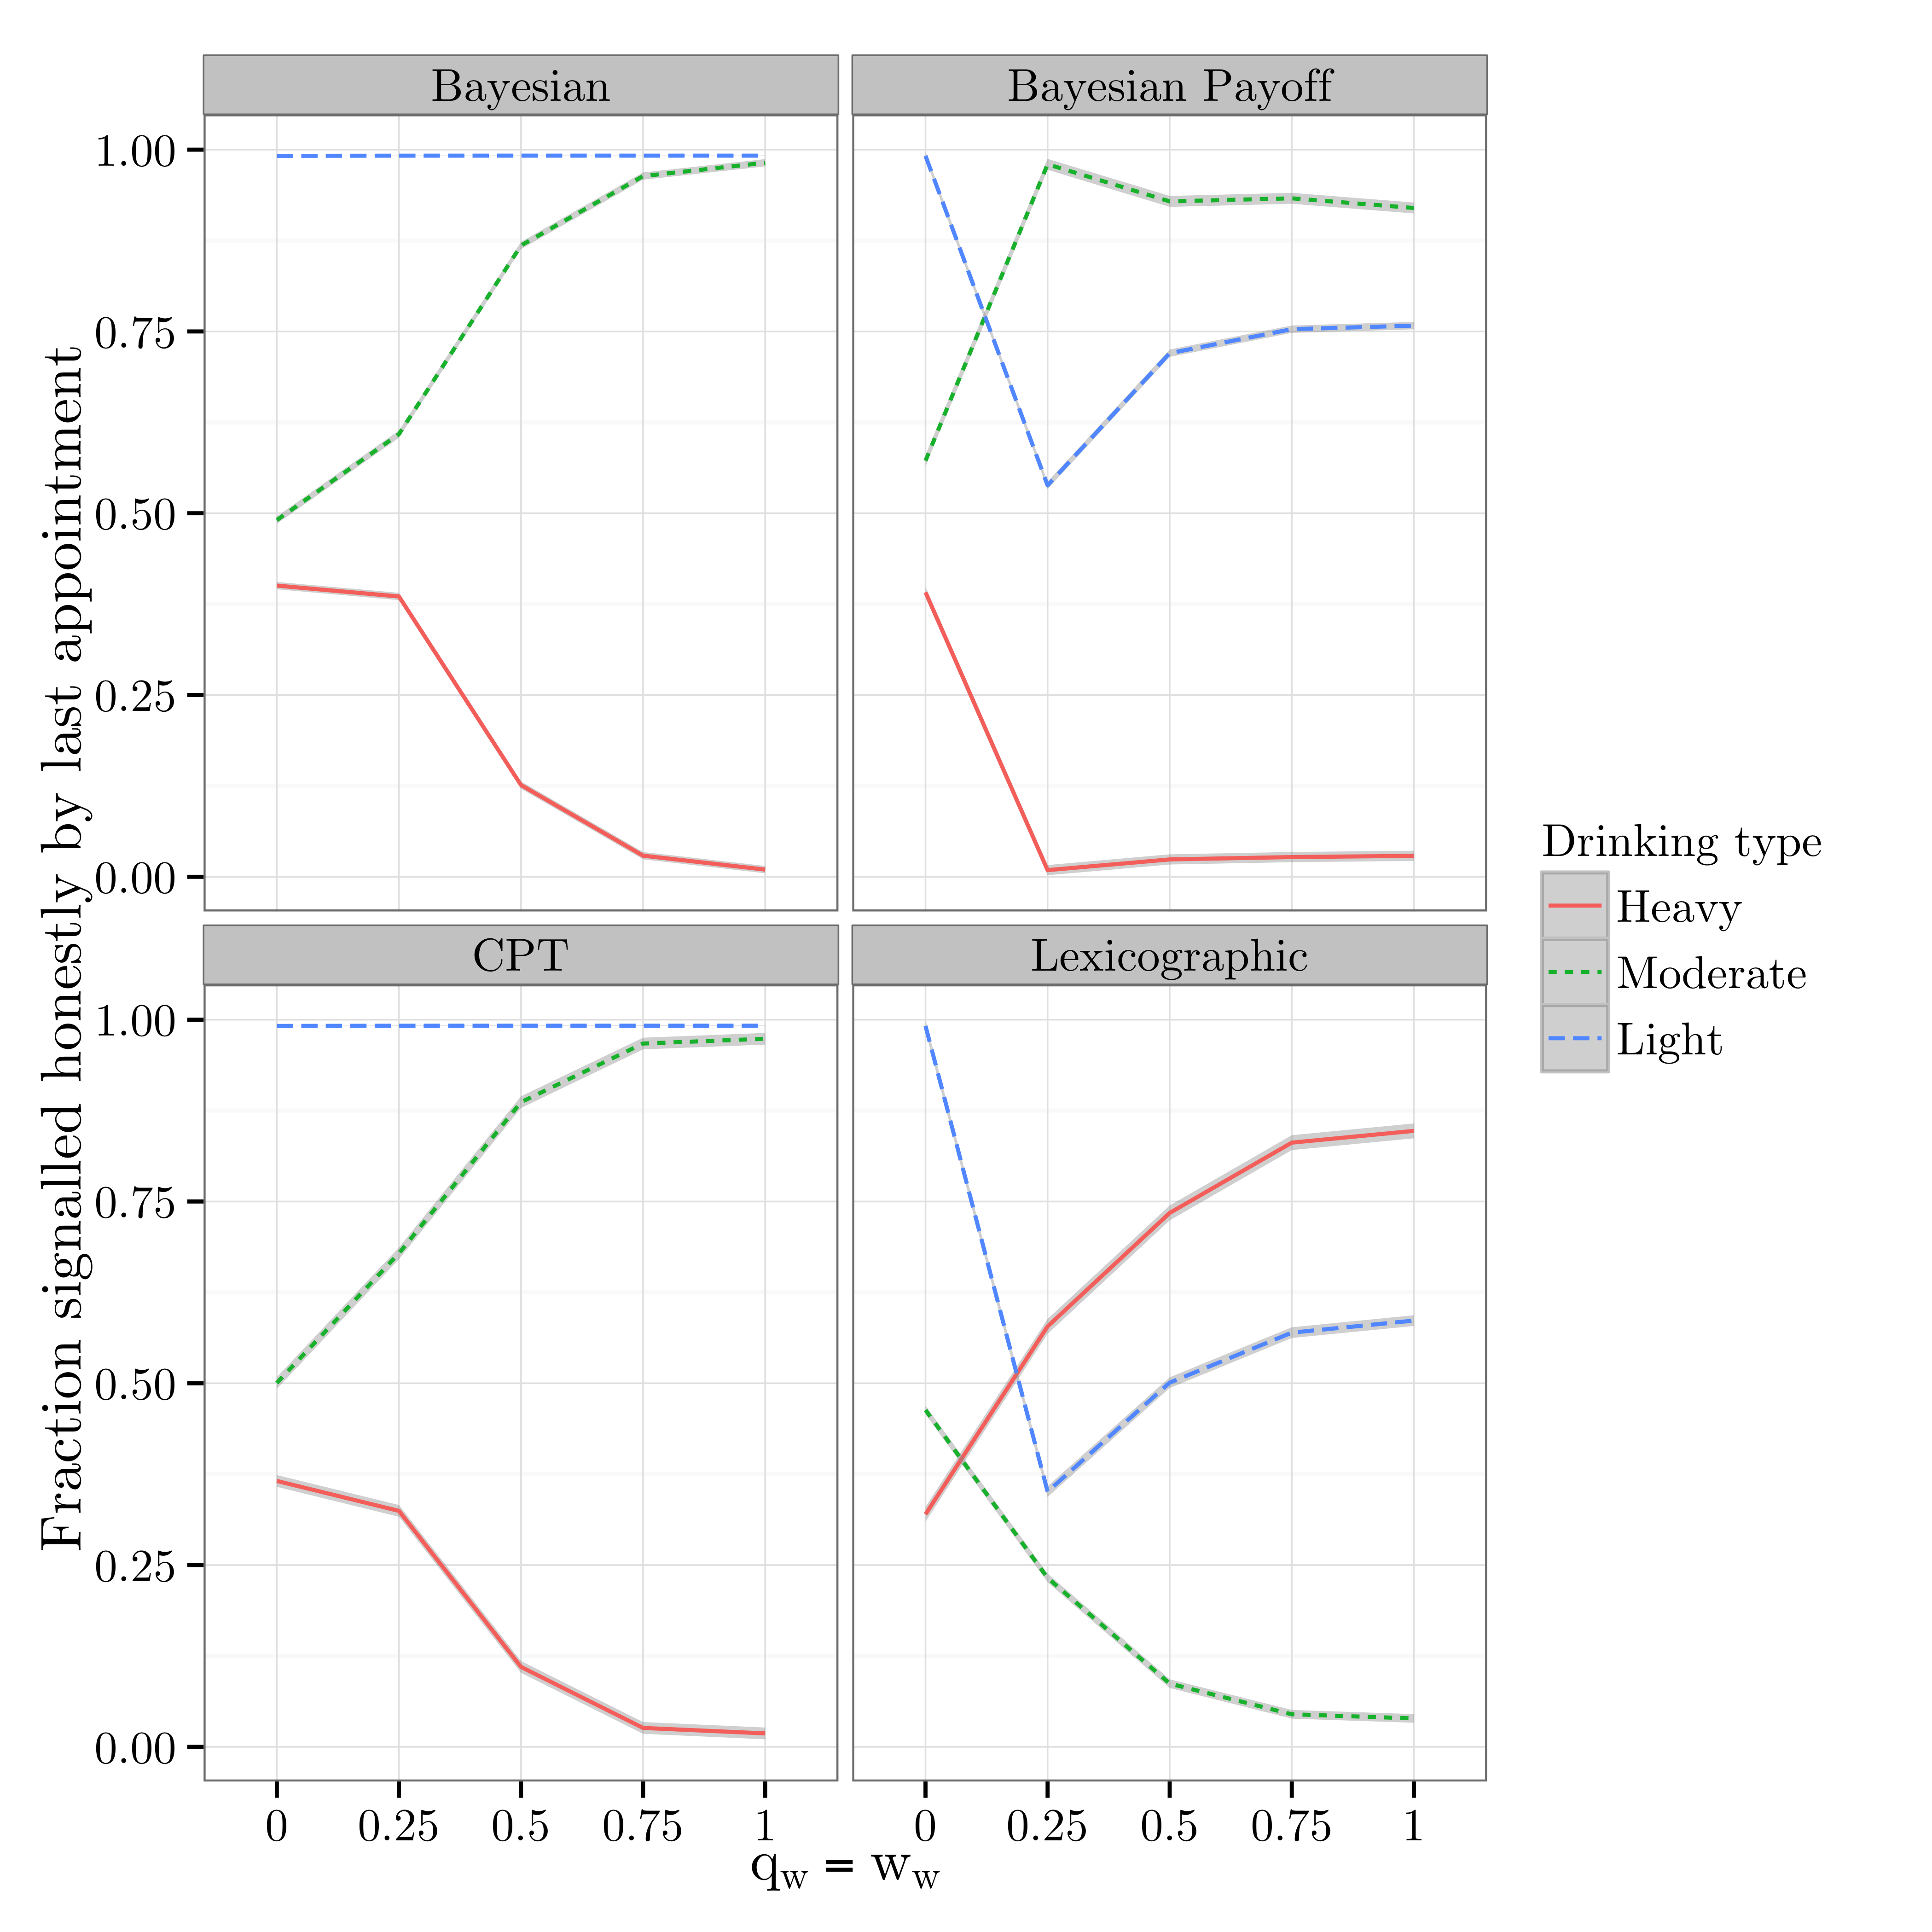 Bayesian
Bayesian Payoff
1.00
0.75
0.50
0.25
0.00
CPT
Lexicographic
1.00
0.75
0.50
0.25
0.00
0 0.25 0.5 0.75 1
0 0.25 0.5 0.75 1
q_w = w_w
Fraction signalled honestly by last appointment
Drinking type
Heavy
Moderate
Light